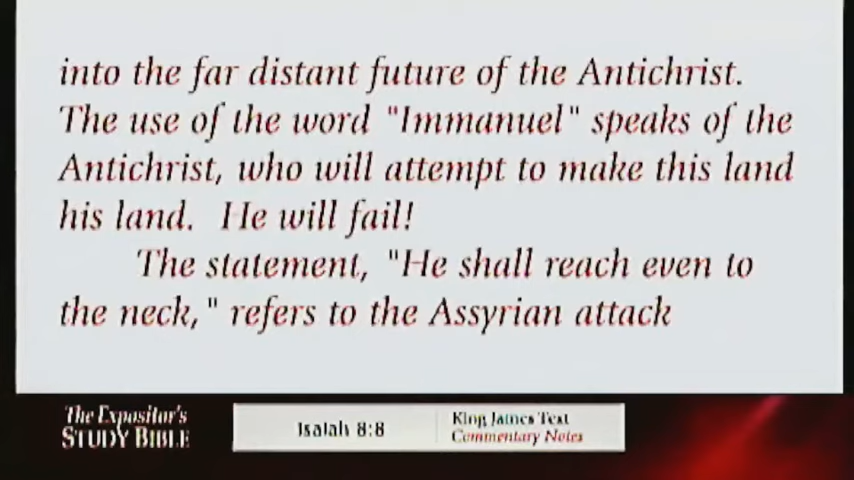 into the far distant future of the Antichrist.
The use of the word "Immanuel" speaks of the
Antichrist, who will attempt to make this land
his land. He will fail!
The statement, "He shall reach even to
the neck," refers to the Assyrian attack
The Expositor's
STUDY BIBLE
Isaiah 8:8
King James Text
Commentary Notes